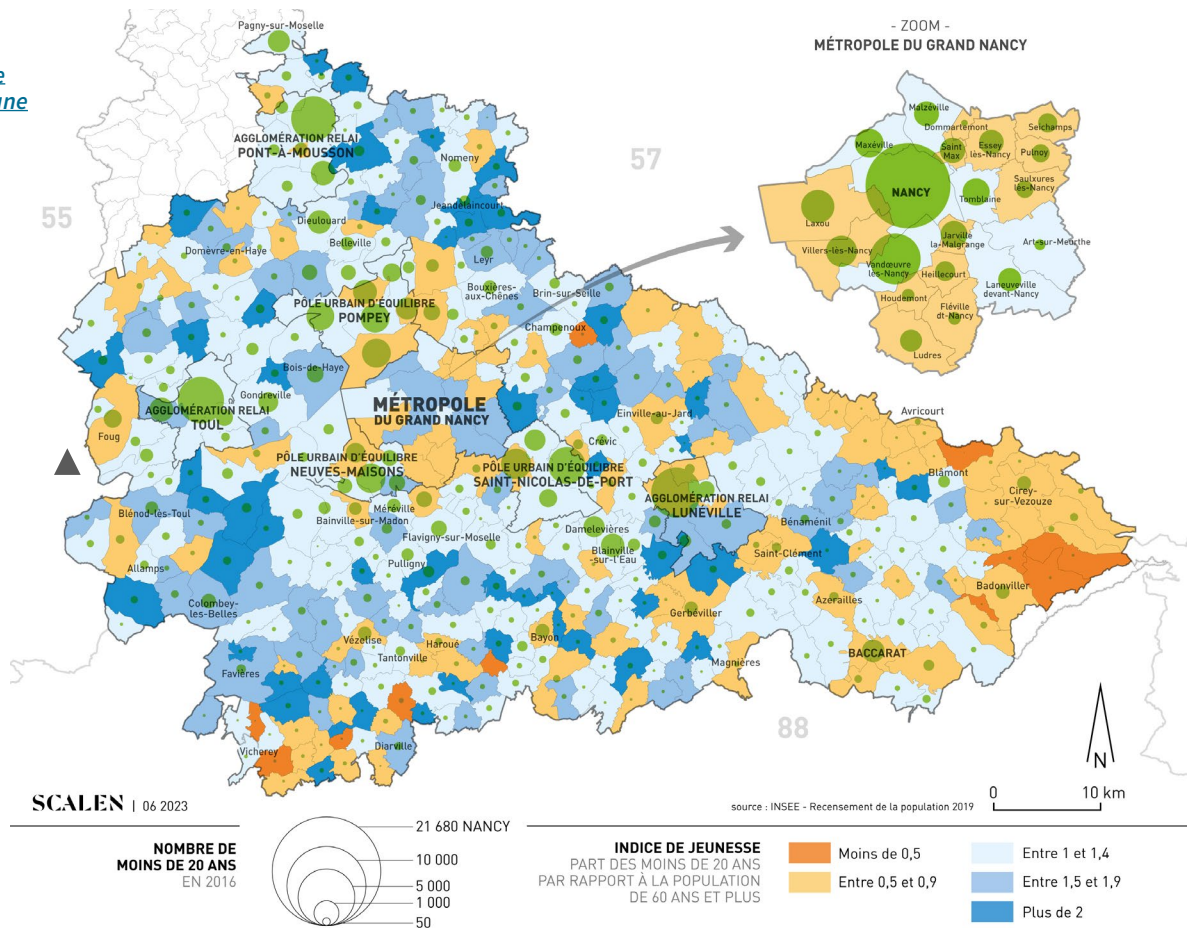 e
une
Pagny-sur-Moselle
- ZOOM -
MÉTROPOLE DU GRAND NANCY
55
57
88
AGGLOMÉRATION RELAI
PONT-À-MOUSSON
Nomeny
Jeandelaincourt
Dieulouard
Belleville
Domèvre-en-Haye
Leyr
Bouxières-
aux-Chênes
Brin-sur-Seille
PÔLE URBAIN D'ÉQUILIBRE
POMPEY
Champenoux
Bois-de-Haye
Gondreville
AGGLOMÉRATION RELAI
TOUL
Foug
MÉTROPOLE
DU GRAND NANCY
Einville-au-Jard
Crévic
PÔLE URBAIN D'ÉQUILIBRE
NEUVES-MAISONS
PÔLE URBAIN D'ÉQUILIBRE
SAINT-NICOLAS-DE-PORT
AGGLOMÉRATION RELAI
LUNÉVILLE
Avricourt
Blâmont
Cirey-
sur-Vezouze
Blénod-lès-Toul
Méréville
Bainville-sur-Madon
Flavigny-sur-Moselle
Damelevières
Blainville
-sur-l'Eau
Bénaménil
Saint-Clément
Allamps
Pulligny
Colombey-
les-Belles
Gerbéviller
Azerailles
Badonviller
Vézelise
Haroué
Bayon
Tantonville
Favières
Magnières
BACCARAT
Vicherey
Diarville
Malzéville
Dommartemont
Seichamps
Maxéville
Saint
Max
Essey
lès-Nancy
Pulnoy
NANCY
Saulxures
lès-Nancy
Tomblaine
Laxou
Jarville
la-Malgrange
Art-sur-Meurthe
Villers-lès-Nancy
Vandœuvre
lès-Nancy
Heillecourt
Laneuveville
devant-Nancy
Houdemont
Fléville
dt-Nancy
Ludres
N
0 10 km
SCALEN | 06 2023
source : INSEE - Recensement de la population 2019
NOMBRE DE
MOINS DE 20 ANS
EN 2016
21 680 NANCY
10 000
5 000
1 000
50
INDICE DE JEUNESSE
PART DES MOINS DE 20 ANS
PAR RAPPORT À LA POPULATION
DE 60 ANS ET PLUS
Moins de 0,5
Entre 0,5 et 0,9
Entre 1 et 1,4
Entre 1,5 et 1,9
Plus de 2